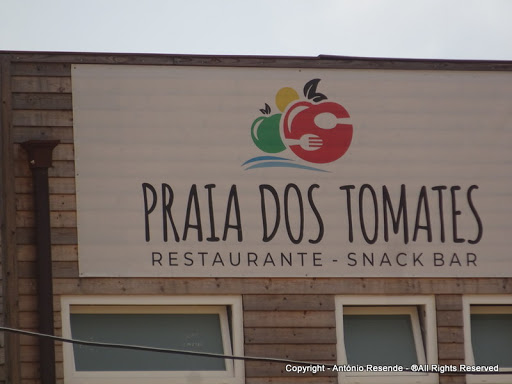 PRAIA DOS TOMATES
RESTAURANTE - SNACK BAR
Copyright - António Resende - ®All Rights Reserved